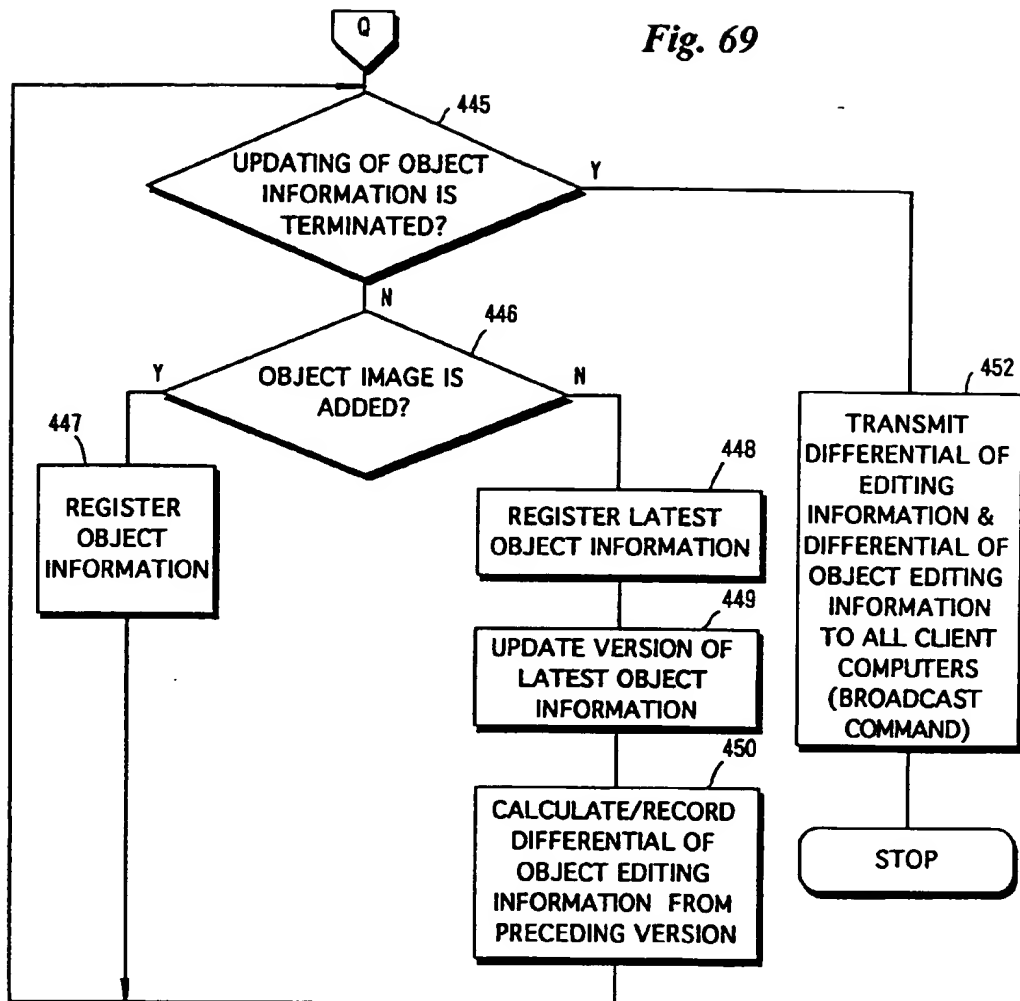 Q
Fig. 69
445
UPDATING OF OBJECT
INFORMATION IS
TERMINATED?
Y
N
446
OBJECT IMAGE IS
ADDED?
Y
N
447
REGISTER
OBJECT
INFORMATION
448
REGISTER LATEST
OBJECT INFORMATION
449
UPDATE VERSION OF
LATEST OBJECT
INFORMATION
450
CALCULATE/RECORD
DIFFERENTIAL OF
OBJECT EDITING
INFORMATION FROM
PRECEDING VERSION
452
TRANSMIT
DIFFERENTIAL OF
EDITING
INFORMATION &
DIFFERENTIAL OF
OBJECT EDITING
INFORMATION
TO ALL CLIENT
COMPUTERS
(BROADCAST
COMMAND)
STOP